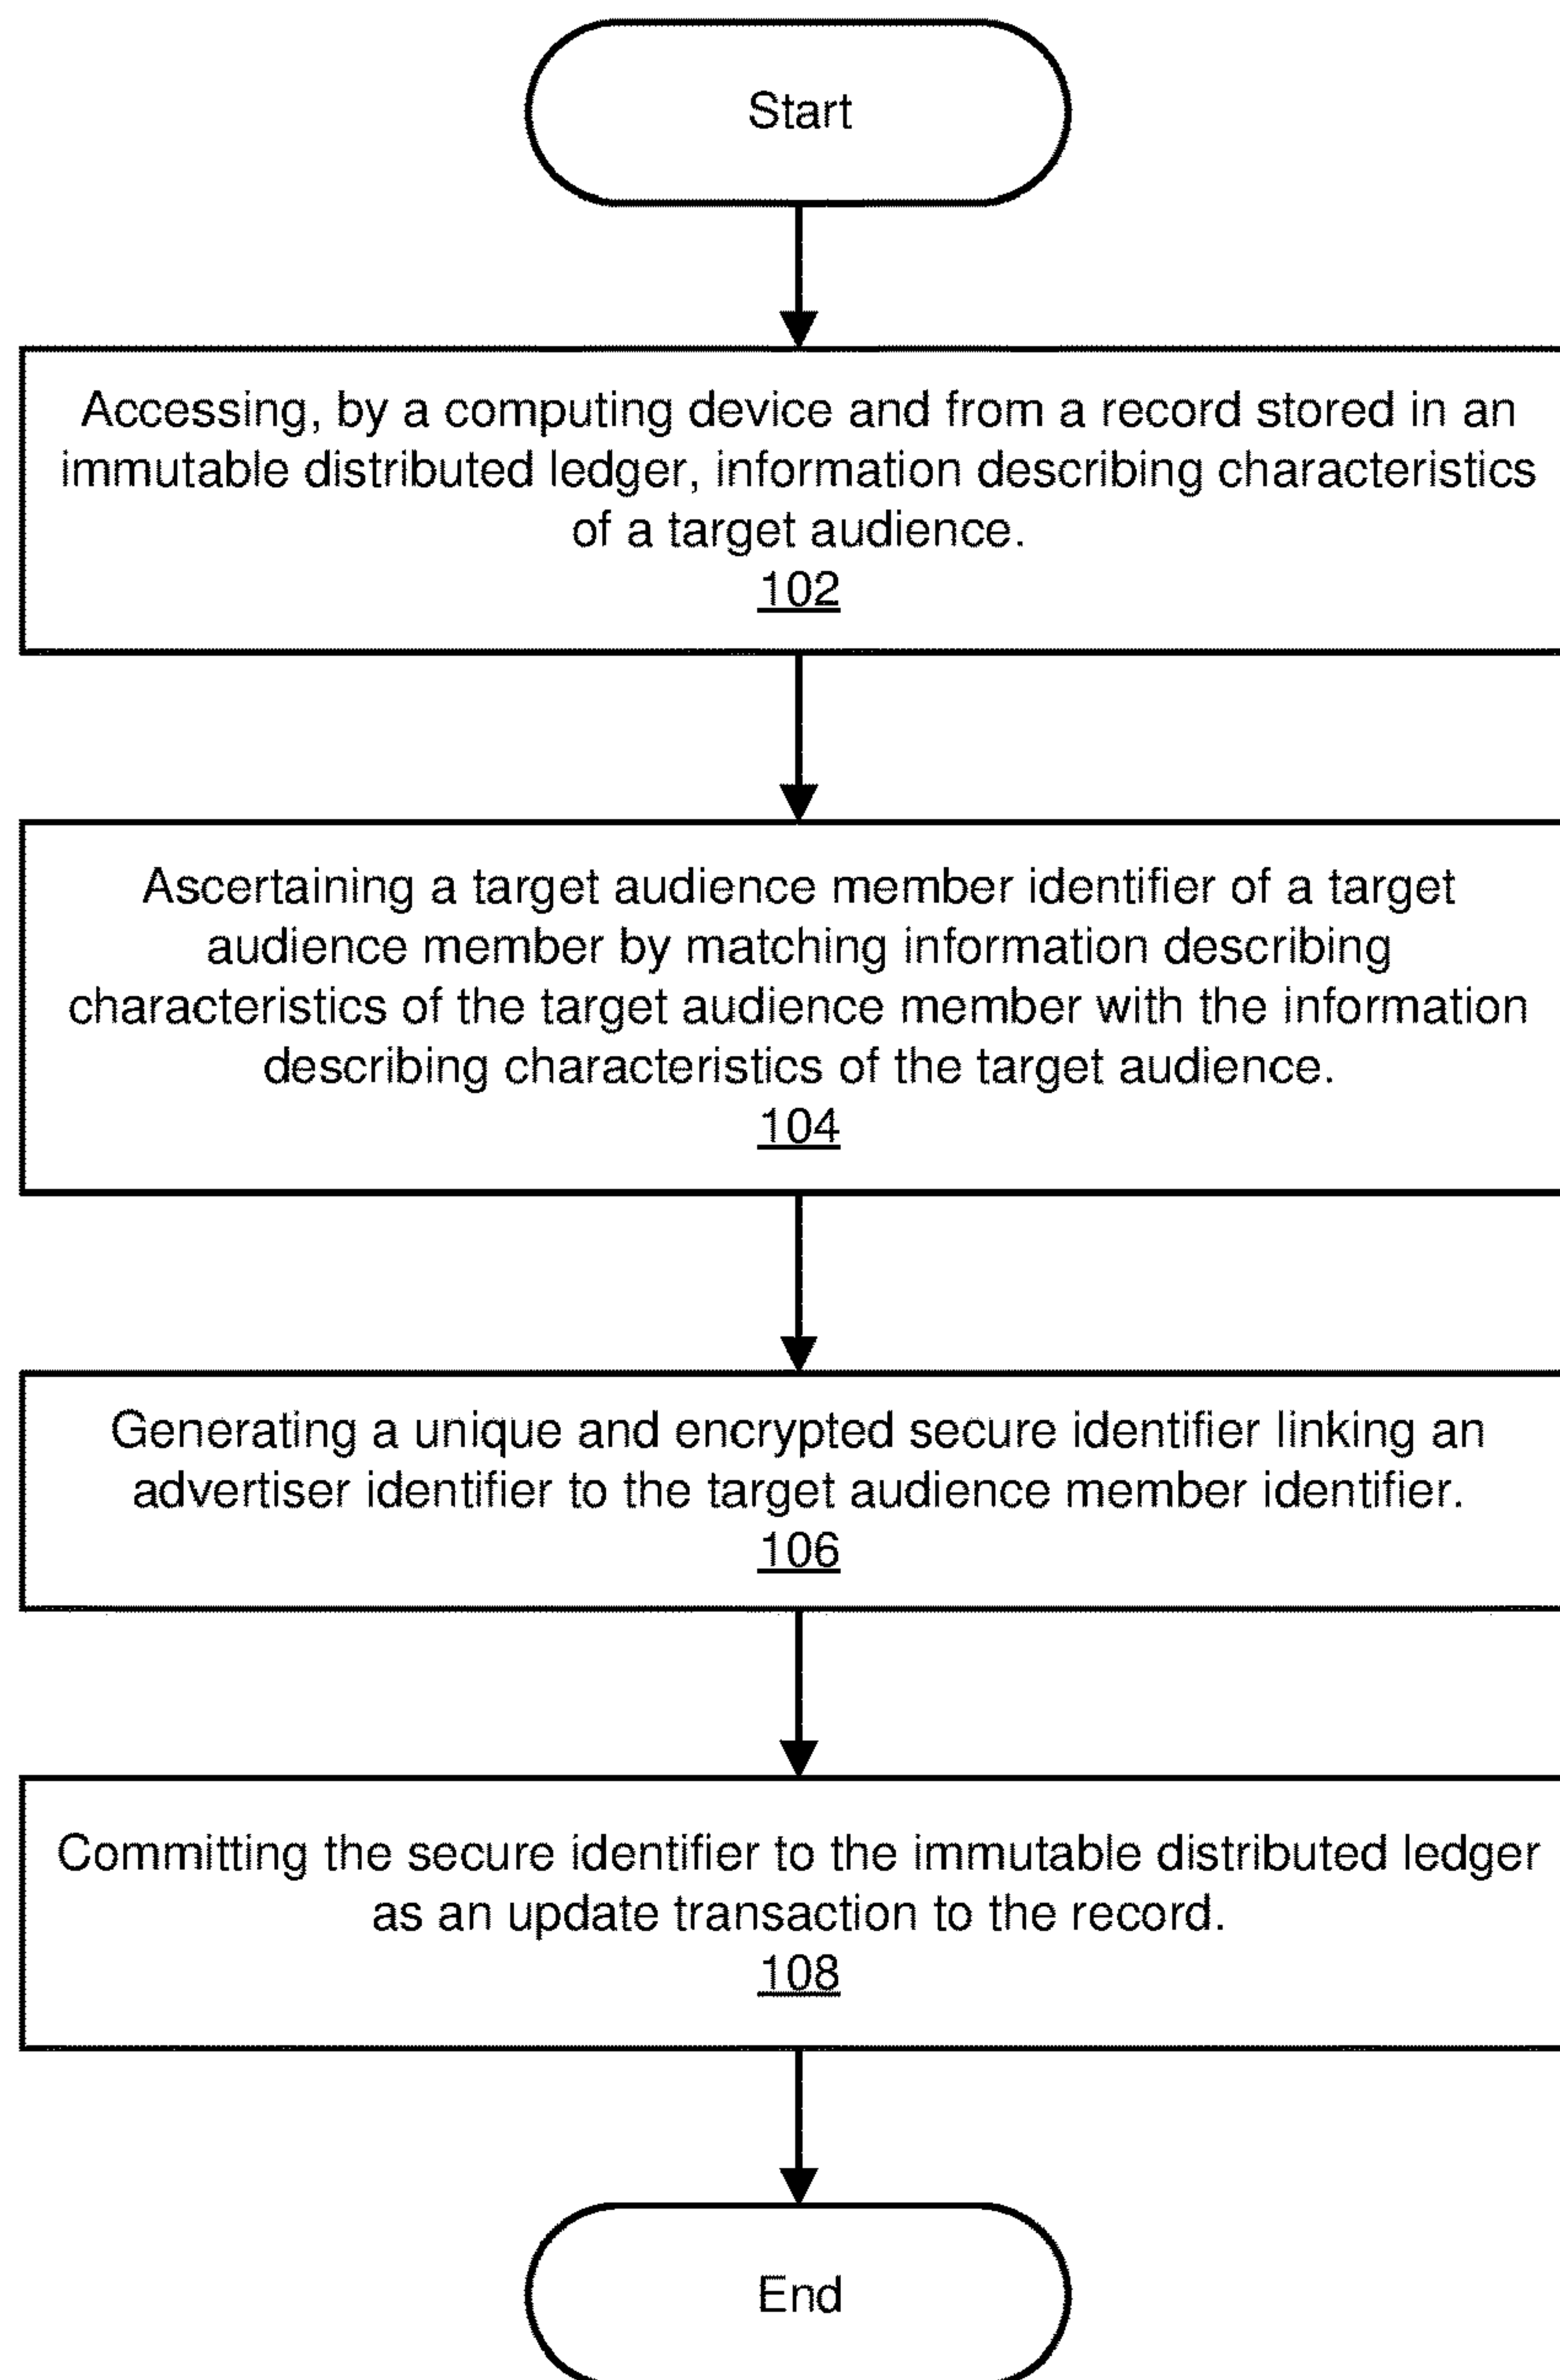 Start
Accessing, by a computing device and from a record stored in an
immutable distributed ledger, information describing characteristics
of a target audience.
102
Ascertaining a target audience member identifier of a target
audience member by matching information describing
characteristics of the target audience member with the information
describing characteristics of the target audience.
104
Generating a unique and encrypted secure identifier linking an
advertiser identifier to the target audience member identifier.
106
Committing the secure identifier to the immutable distributed ledger
as an update transaction to the record.
108
End